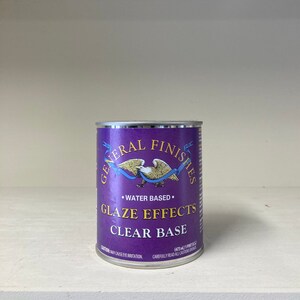 GENERAL FINISHES
• WATER BASED •
GLAZE EFFECTS
CLEAR BASE